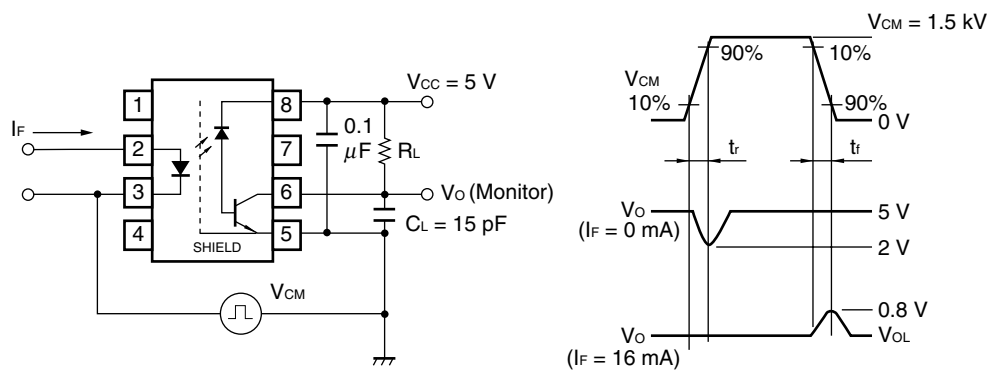 1
2
3
4
8
7
6
5
IF
SHIELD
VCC = 5 V
0.1
μF
RL
VO (Monitor)
CL = 15 pF
VCM
VCM = 1.5 kV
90%
10%
VCM
10%
90%
0 V
tr
tf
VO
(IF = 0 mA)
5 V
2 V
0.8 V
VO
VOL
(IF = 16 mA)